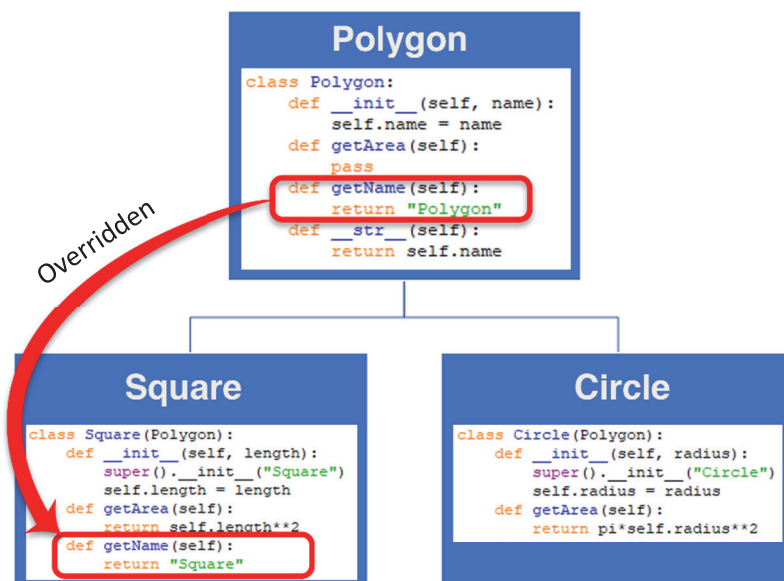 Polygon
class Polygon:
    def __init__(self, name):
        self.name = name
    def getArea(self):
        pass
    def getName(self):
        return "Polygon"
    def __str__(self):
        return self.name
Overridden
Square
class Square(Polygon):
    def __init__(self, length):
        super().__init__("Square")
        self.length = length
    def getArea(self):
        return self.length**2
    def getName(self):
        return "Square"
Circle
class Circle(Polygon):
    def __init__(self, radius):
        super().__init__("Circle")
        self.radius = radius
    def getArea(self):
        return pi*self.radius**2